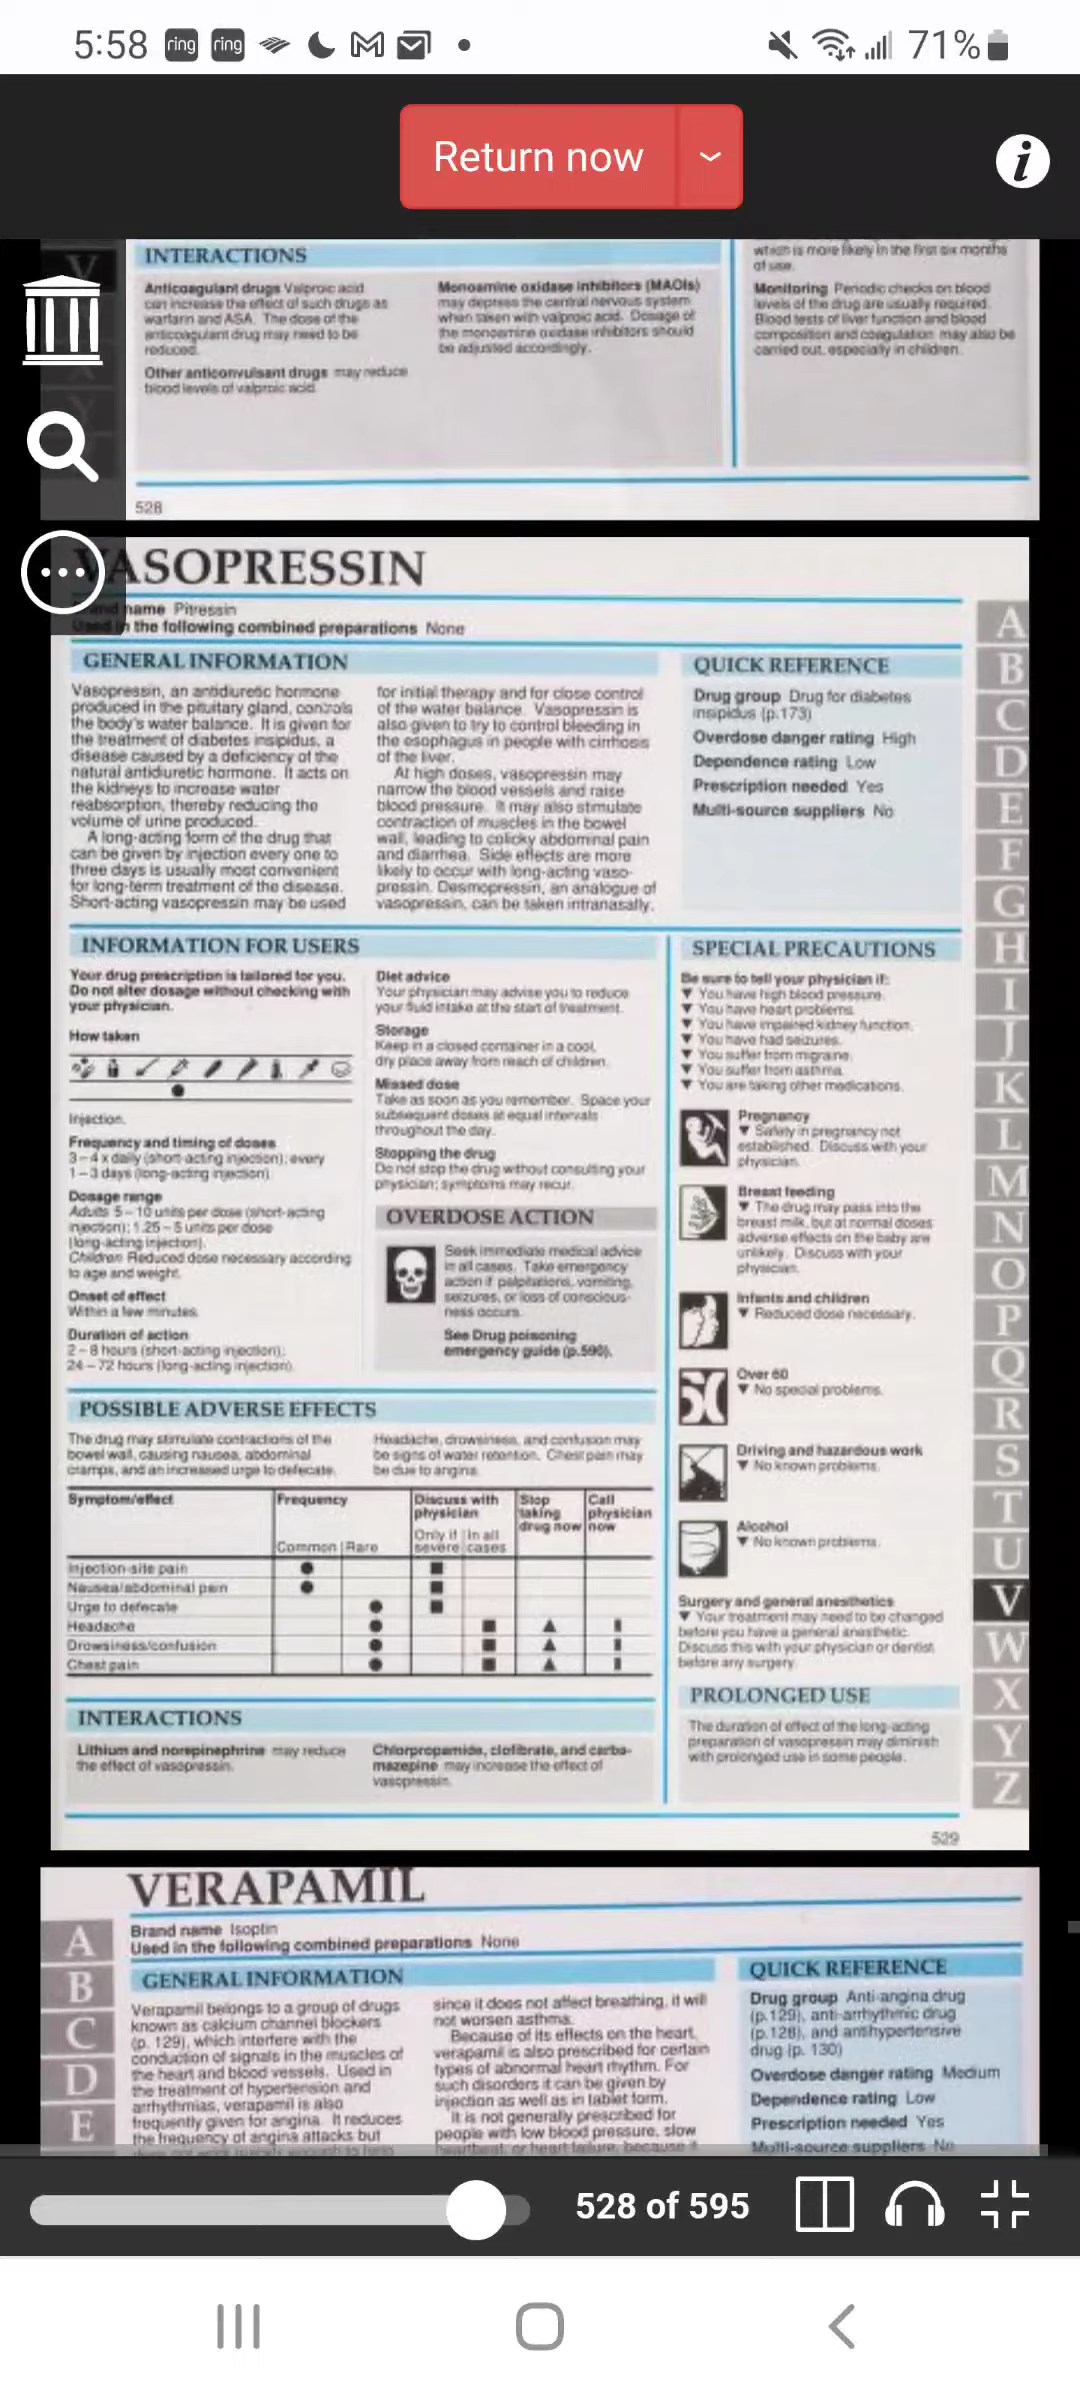 5:58
ring
ring
71%
Return now
i
V
X
Y
INTERACTIONS
Anticoagulant drugs Valproic acid
can increase the effect of such drugs as
warfarin and ASA. The dose of the
anticoagulant drug may need to be
reduced.
Other anticonvulsant drugs may reduce
blood levels of valproic acid.
Monoamine oxidase inhibitors (MAOIs)
may depress the central nervous system
when taken with valproic acid. Dosage of
the monoamine oxidase inhibitors should
be adjusted accordingly.
which is more likely in the first six months
of use.
Monitoring Periodic checks on blood
levels of the drug are usually required.
Blood tests of liver function and blood
composition and coagulation may also be
carried out, especially in children.
528
VASOPRESSIN
Brand name Pitressin
Used in the following combined preparations None
GENERAL INFORMATION
Vasopressin, an antidiuretic hormone
produced in the pituitary gland, controls
the body's water balance. It is given for
the treatment of diabetes insipidus, a
disease caused by a deficiency of the
natural antidiuretic hormone. It acts on
the kidneys to increase water
reabsorption, thereby reducing the
volume of urine produced.
A long-acting form of the drug that
can be given by injection every one to
three days is usually most convenient
for long-term treatment of the disease.
Short-acting vasopressin may be used
for initial therapy and for close control
of the water balance. Vasopressin is
also given to try to control bleeding in
the esophagus in people with cirrhosis
of the liver.
At high doses, vasopressin may
narrow the blood vessels and raise
blood pressure. It may also stimulate
contraction of muscles in the bowel
wall, leading to colicky abdominal pain
and diarrhea. Side effects are more
likely to occur with long-acting vaso-
pressin. Desmopressin, an analogue of
vasopressin, can be taken intranasally.
QUICK REFERENCE
Drug group Drug for diabetes
insipidus (p.173)
Overdose danger rating High
Dependence rating Low
Prescription needed Yes
Multi-source suppliers No
INFORMATION FOR USERS
Your drug prescription is tailored for you.
Do not alter dosage without checking with
your physician.
How taken
Injection.
Frequency and timing of doses
3–4 x daily (short-acting injection); every
1–3 days (long-acting injection).
Dosage range
Adults 5–10 units per dose (short-acting
injection); 1.25–5 units per dose
(long-acting injection).
Children Reduced dose necessary according
to age and weight.
Onset of effect
Within a few minutes.
Duration of action
2–8 hours (short-acting injection);
24–72 hours (long-acting injection).
Diet advice
Your physician may advise you to reduce
your fluid intake at the start of treatment.
Storage
Keep in a closed container in a cool,
dry place away from reach of children.
Missed dose
Take as soon as you remember. Space your
subsequent doses at equal intervals
throughout the day.
Stopping the drug
Do not stop the drug without consulting your
physician; symptoms may recur.
OVERDOSE ACTION
Seek immediate medical advice
in all cases. Take emergency
action if palpitations, vomiting,
seizures, or loss of conscious-
ness occurs.
See Drug poisoning
emergency guide (p.590).
SPECIAL PRECAUTIONS
Be sure to tell your physician if:
▼ You have high blood pressure.
▼ You have heart problems.
▼ You have impaired kidney function.
▼ You have had seizures.
▼ You suffer from migraine.
▼ You suffer from asthma.
▼ You are taking other medications.
Pregnancy
▼ Safety in pregnancy not
established. Discuss with your
physician.
Breast feeding
▼ The drug may pass into the
breast milk, but at normal doses
adverse effects on the baby are
unlikely. Discuss with your
physician.
Infants and children
▼ Reduced dose necessary.
Over 60
▼ No special problems.
Driving and hazardous work
▼ No known problems.
Alcohol
▼ No known problems.
Surgery and general anesthetics
▼ Your treatment may need to be changed
before you have a general anesthetic.
Discuss this with your physician or dentist
before any surgery.
POSSIBLE ADVERSE EFFECTS
The drug may stimulate contractions of the
bowel wall, causing nausea, abdominal
cramps, and an increased urge to defecate.
Headache, drowsiness, and confusion may
be signs of water retention. Chest pain may
be due to angina.
Symptom/effect Frequency Discuss with physician Stop taking drug now Call physician now
Common Rare Only if severe In all cases
Injection-site pain
Nausea/abdominal pain
Urge to defecate
Headache
Drowsiness/confusion
Chest pain
INTERACTIONS
Lithium and norepinephrine may reduce
the effect of vasopressin.
Chlorpropamide, clofibrate, and carba-
mazepine may increase the effect of
vasopressin.
PROLONGED USE
The duration of effect of the long-acting
preparation of vasopressin may diminish
with prolonged use in some people.
A
B
C
D
E
F
G
H
I
J
K
L
M
N
O
P
Q
R
S
T
U
V
W
X
Y
Z
529
VERAPAMIL
Brand name Isoptin
Used in the following combined preparations None
A
B
C
D
E
GENERAL INFORMATION
Verapamil belongs to a group of drugs
known as calcium channel blockers
(p. 129), which interfere with the
conduction of signals in the muscles of
the heart and blood vessels. Used in
the treatment of hypertension and
arrhythmias, verapamil is also
frequently given for angina. It reduces
the frequency of angina attacks but
does not work quickly enough to help
since it does not affect breathing, it will
not worsen asthma.
Because of its effects on the heart,
verapamil is also prescribed for certain
types of abnormal heart rhythm. For
such disorders it can be given by
injection as well as in tablet form.
It is not generally prescribed for
people with low blood pressure, slow
heartbeat, or heart failure, because it
QUICK REFERENCE
Drug group Anti-angina drug
(p.129), anti-arrhythmic drug
(p.128), and antihypertensive
drug (p. 130)
Overdose danger rating Medium
Dependence rating Low
Prescription needed Yes
Multi-source suppliers No
528 of 595